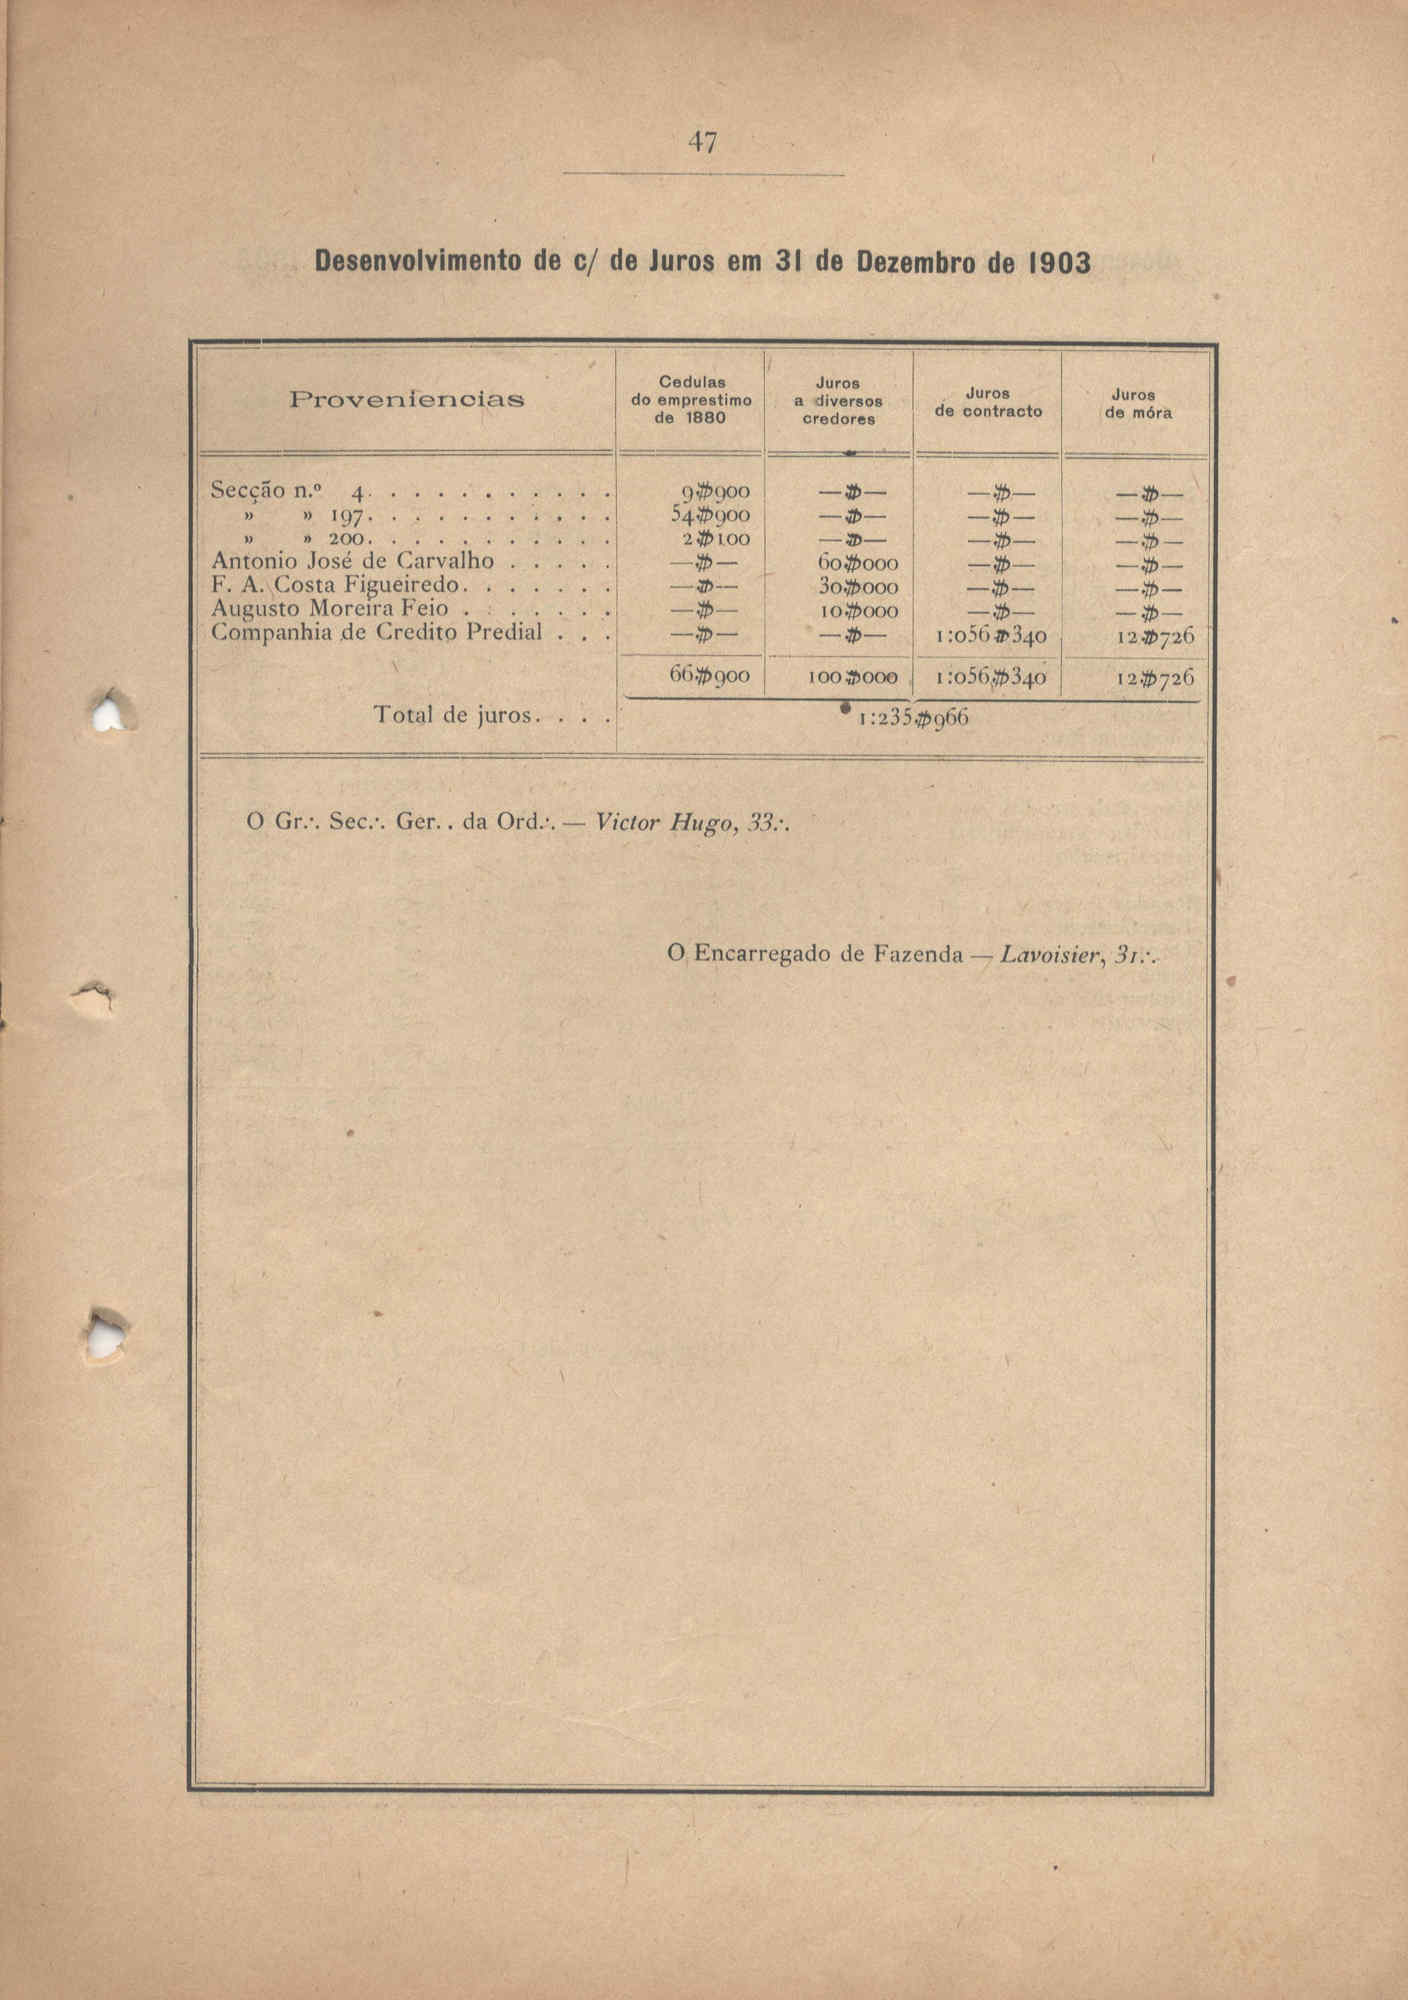 47
Desenvolvimento de c/ de Juros em 31 de Dezembro de 1903
Proveniencias Cedulas do emprestimo de 1880 Juros a diversos credores Juros de contracto Juros de móra
Secção n.º 4. . . . . . . . . . . 9$900 —$— —$— —$—
» » 197. . . . . . . . . . . 54$900 —$— —$— —$—
» » 200. . . . . . . . . . . 2$100 —$— —$— —$—
Antonio José de Carvalho . . . . . —$— 60$000 —$— —$—
F. A. Costa Figueiredo. . . . . . . —$— 30$000 —$— —$—
Augusto Moreira Feio . . . . . . . —$— 10$000 —$— —$—
Companhia de Credito Predial . . . —$— —$— 1:056$340 12$726
66$900 100$000 1:056$340 12$726
Total de juros. . . . 1:235$966
O Gr∴ Sec∴ Ger. . da Ord∴ — Victor Hugo, 33∴
O Encarregado de Fazenda — Lavoisier, 31∴